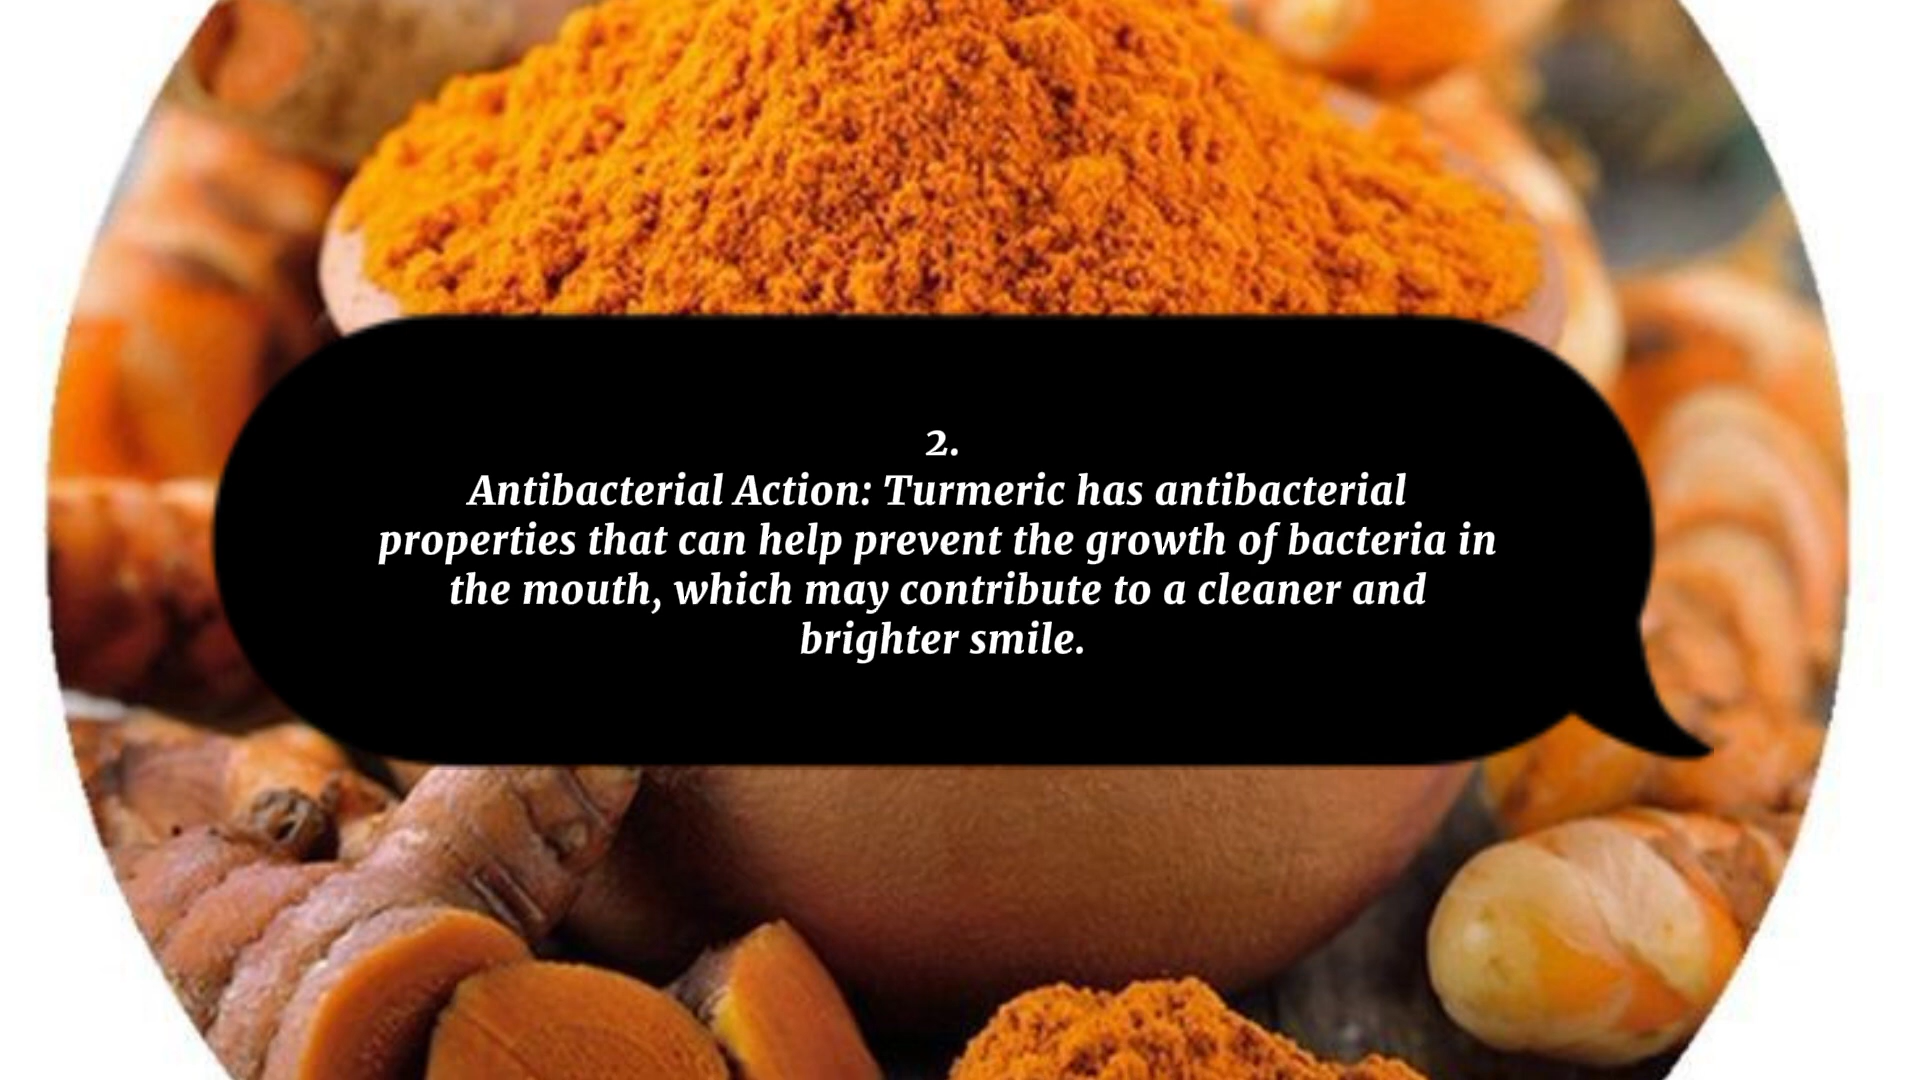 2.
Antibacterial Action: Turmeric has antibacterial
properties that can help prevent the growth of bacteria in
the mouth, which may contribute to a cleaner and
brighter smile.